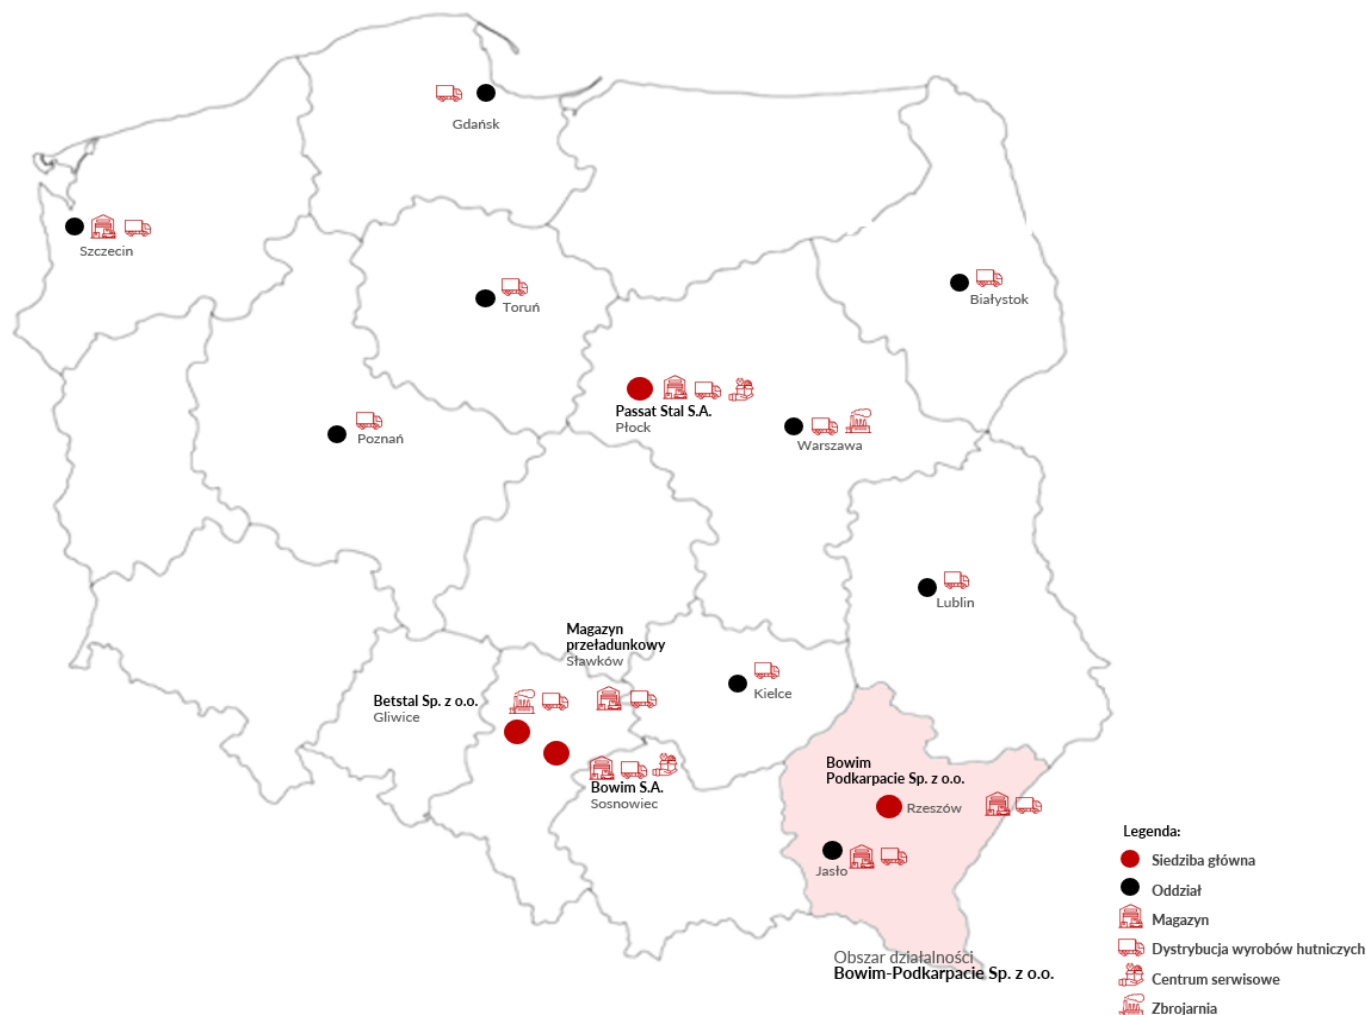 Gdańsk
Szczecin
Białystok
Toruń
Passat Stal S.A.
Płock
Poznań
Warszawa
Lublin
Magazyn
przeładunkowy
Sławków
Kielce
Betstal Sp. z o.o.
Gliwice
Bowim S.A.
Sosnowiec
Bowim
Podkarpacie Sp. z o.o.
Rzeszów
Jasło
Obszar działalności
Bowim-Podkarpacie Sp. z o.o.
Legenda:
Siedziba główna
Oddział
Magazyn
Dystrybucja wyrobów hutniczych
Centrum serwisowe
Zbrojarnia